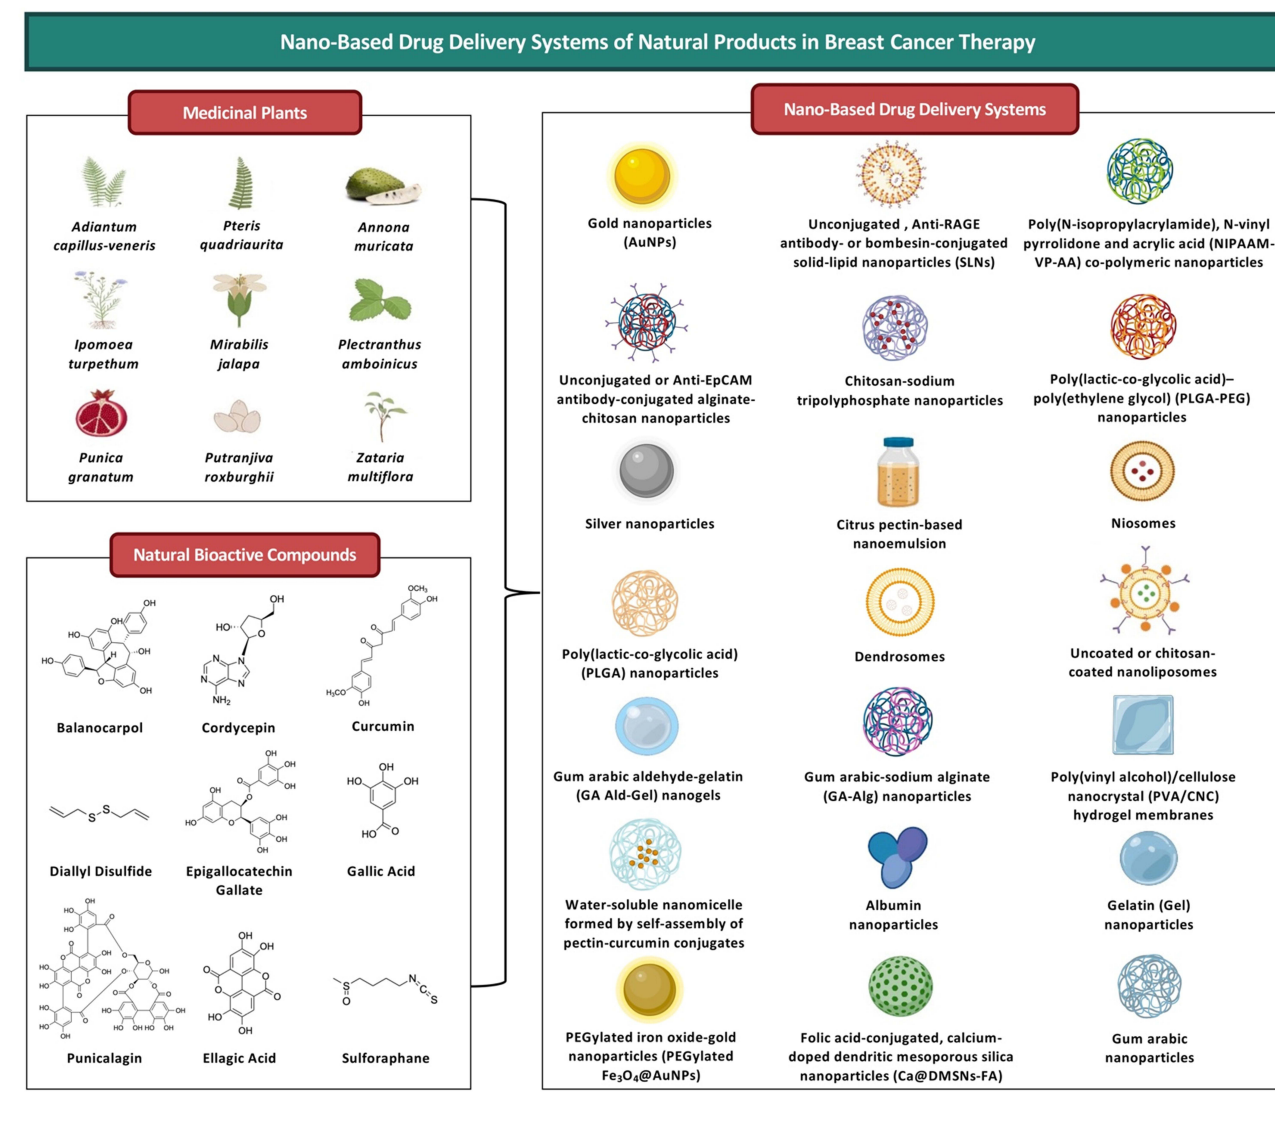 Nano-Based Drug Delivery Systems of Natural Products in Breast Cancer Therapy
Medicinal Plants
Adiantum
capillus-veneris
Pteris
quadriaurita
Annona
muricata
Ipomoea
turpethum
Mirabilis
jalapa
Plectranthus
amboinicus
Punica
granatum
Putranjiva
roxburghii
Zataria
multiflora
Natural Bioactive Compounds
Balanocarpol
Cordycepin
Curcumin
Diallyl Disulfide
Epigallocatechin
Gallate
Gallic Acid
Punicalagin
Ellagic Acid
Sulforaphane
Nano-Based Drug Delivery Systems
Gold nanoparticles
(AuNPs)
Unconjugated , Anti-RAGE
antibody- or bombesin-conjugated
solid-lipid nanoparticles (SLNs)
Poly(N-isopropylacrylamide), N-vinyl
pyrrolidone and acrylic acid (NIPAAM-
VP-AA) co-polymeric nanoparticles
Unconjugated or Anti-EpCAM
antibody-conjugated alginate-
chitosan nanoparticles
Chitosan-sodium
tripolyphosphate nanoparticles
Poly(lactic-co-glycolic acid)–
poly(ethylene glycol) (PLGA-PEG)
nanoparticles
Silver nanoparticles
Citrus pectin-based
nanoemulsion
Niosomes
Poly(lactic-co-glycolic acid)
(PLGA) nanoparticles
Dendrosomes
Uncoated or chitosan-
coated nanoliposomes
Gum arabic aldehyde-gelatin
(GA Ald-Gel) nanogels
Gum arabic-sodium alginate
(GA-Alg) nanoparticles
Poly(vinyl alcohol)/cellulose
nanocrystal (PVA/CNC)
hydrogel membranes
Water-soluble nanomicelle
formed by self-assembly of
pectin-curcumin conjugates
Albumin
nanoparticles
Gelatin (Gel)
nanoparticles
PEGylated iron oxide-gold
nanoparticles (PEGylated
Fe₃O₄@AuNPs)
Folic acid-conjugated, calcium-
doped dendritic mesoporous silica
nanoparticles (Ca@DMSNs-FA)
Gum arabic
nanoparticles